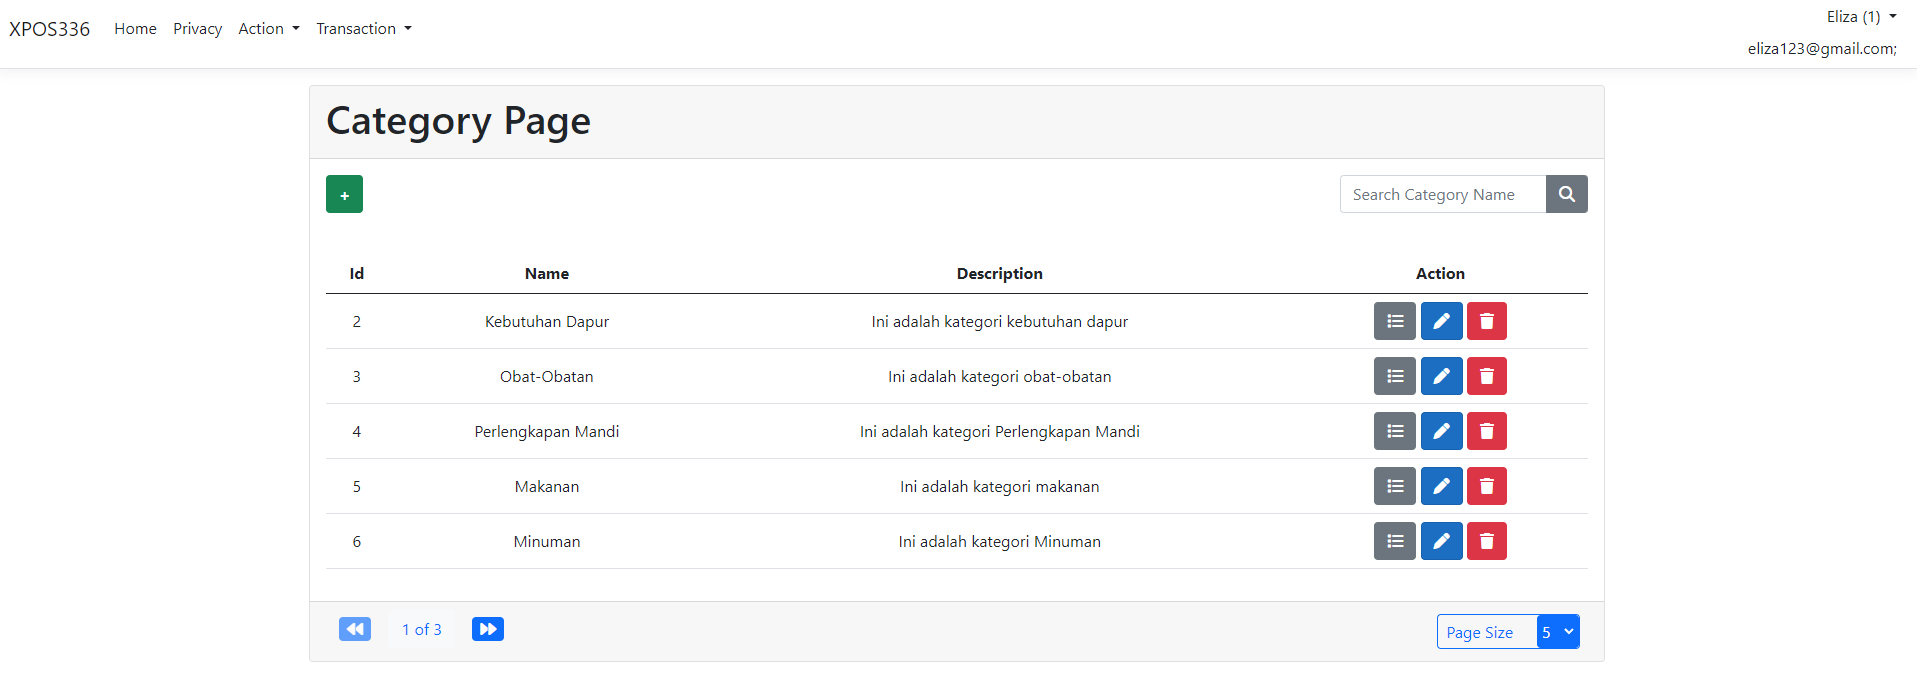 XPOS336 Home Privacy Action Transaction Eliza (1)
eliza123@gmail.com;
Category Page
+ Search Category Name
Id Name Description Action
2 Kebutuhan Dapur Ini adalah kategori kebutuhan dapur
3 Obat-Obatan Ini adalah kategori obat-obatan
4 Perlengkapan Mandi Ini adalah kategori Perlengkapan Mandi
5 Makanan Ini adalah kategori makanan
6 Minuman Ini adalah kategori Minuman
1 of 3 Page Size 5